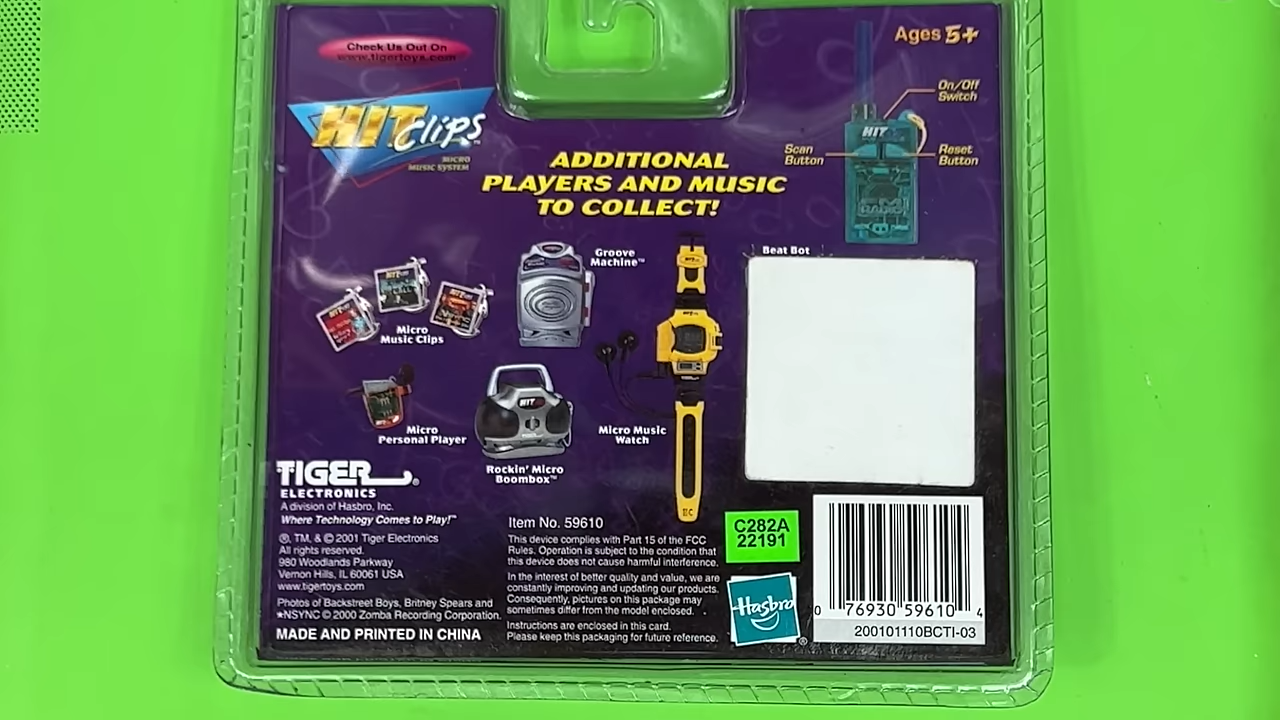 Check Us Out On
www.tigertoys.com
HIT Clips™
MICRO
MUSIC SYSTEM
Ages 5+
On/Off
Switch
HIT
Scan
Button
Reset
Button
FM
RADIO
ADDITIONAL
PLAYERS AND MUSIC
TO COLLECT!
Groove
Machine™
Beat Bot
Micro
Music Clips
Micro
Personal Player
HIT
Rockin' Micro
Boombox™
Micro Music
Watch
TIGER®
ELECTRONICS
A division of Hasbro, Inc.
Where Technology Comes to Play!™
®, TM, & © 2001 Tiger Electronics
All rights reserved.
980 Woodlands Parkway
Vernon Hills, IL 60061 USA
www.tigertoys.com
Photos of Backstreet Boys, Britney Spears and
★NSYNC © 2000 Zomba Recording Corporation.
MADE AND PRINTED IN CHINA
Item No. 59610
This device complies with Part 15 of the FCC
Rules. Operation is subject to the condition that
this device does not cause harmful interference.
In the interest of better quality and value, we are
constantly improving and updating our products.
Consequently, pictures on this package may
sometimes differ from the model enclosed.
Instructions are enclosed in this card.
Please keep this packaging for future reference.
C282A
22191
Hasbro®
0 76930 59610 4
200101110BCTI-03